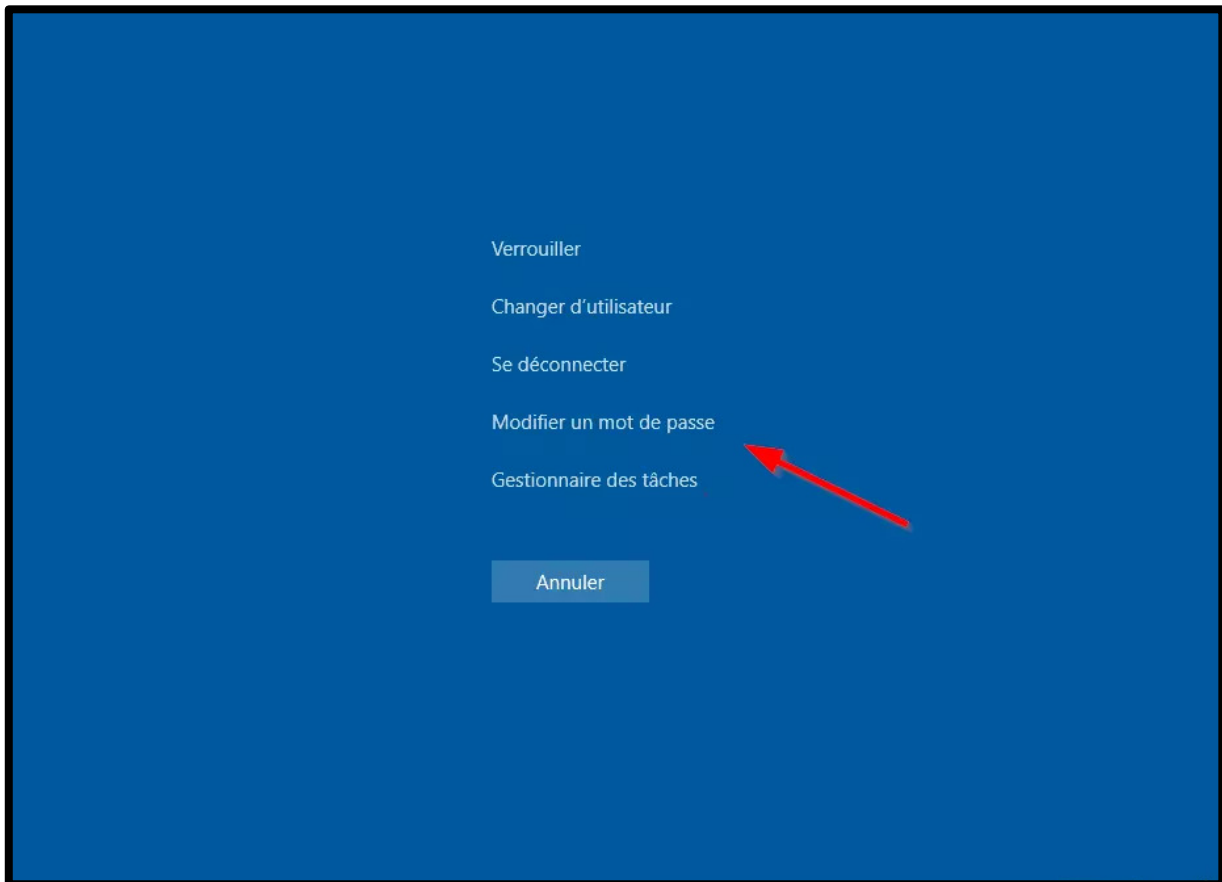 Verrouiller
Changer d’utilisateur
Se déconnecter
Modifier un mot de passe
Gestionnaire des tâches
Annuler